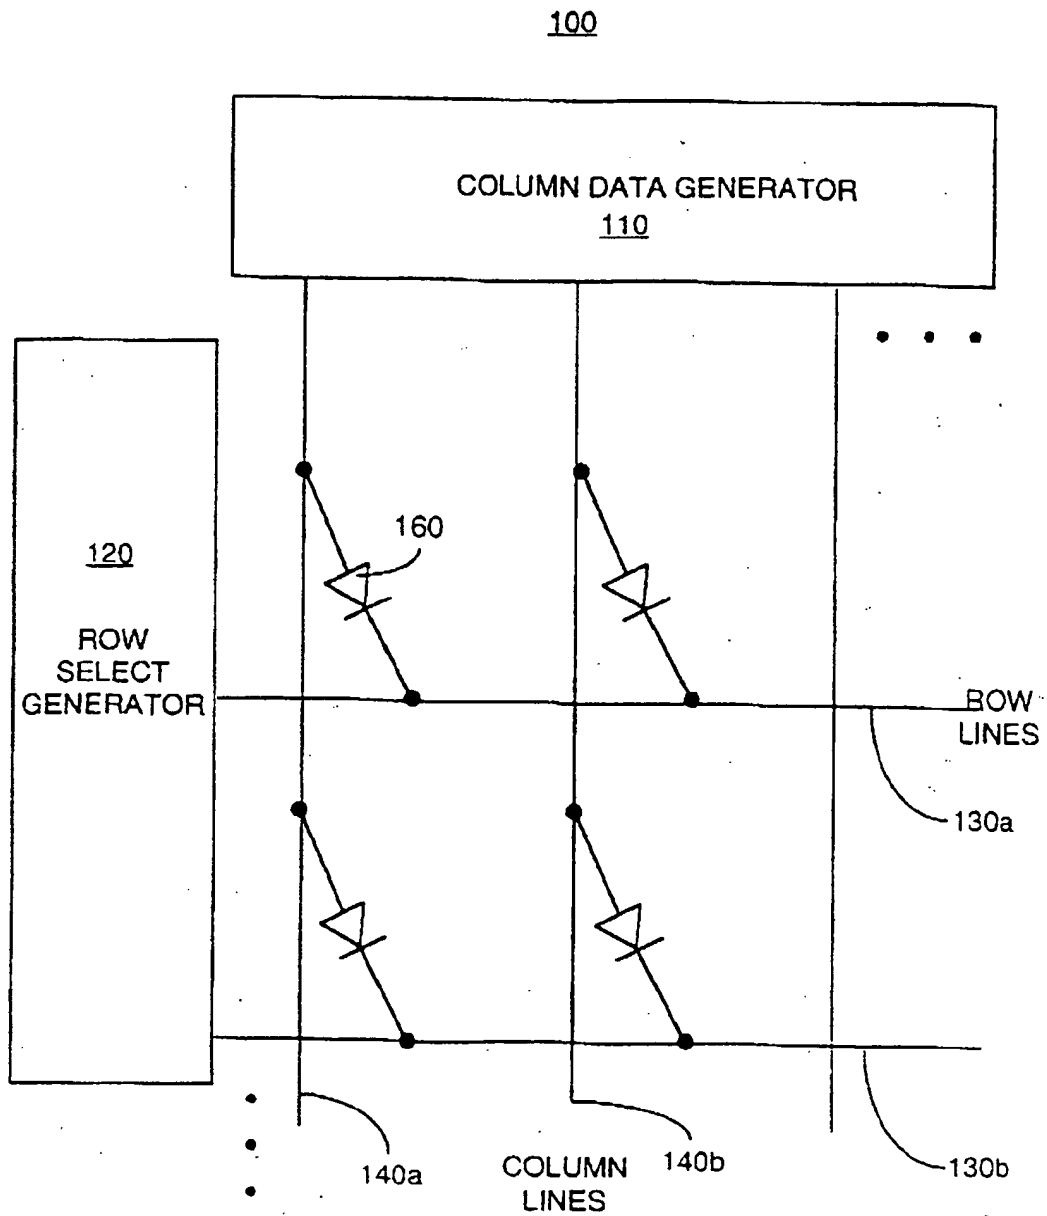 100
COLUMN DATA GENERATOR
110
160
120
ROW
SELECT
GENERATOR
ROW
LINES
130a
140a
COLUMN
LINES
140b
130b